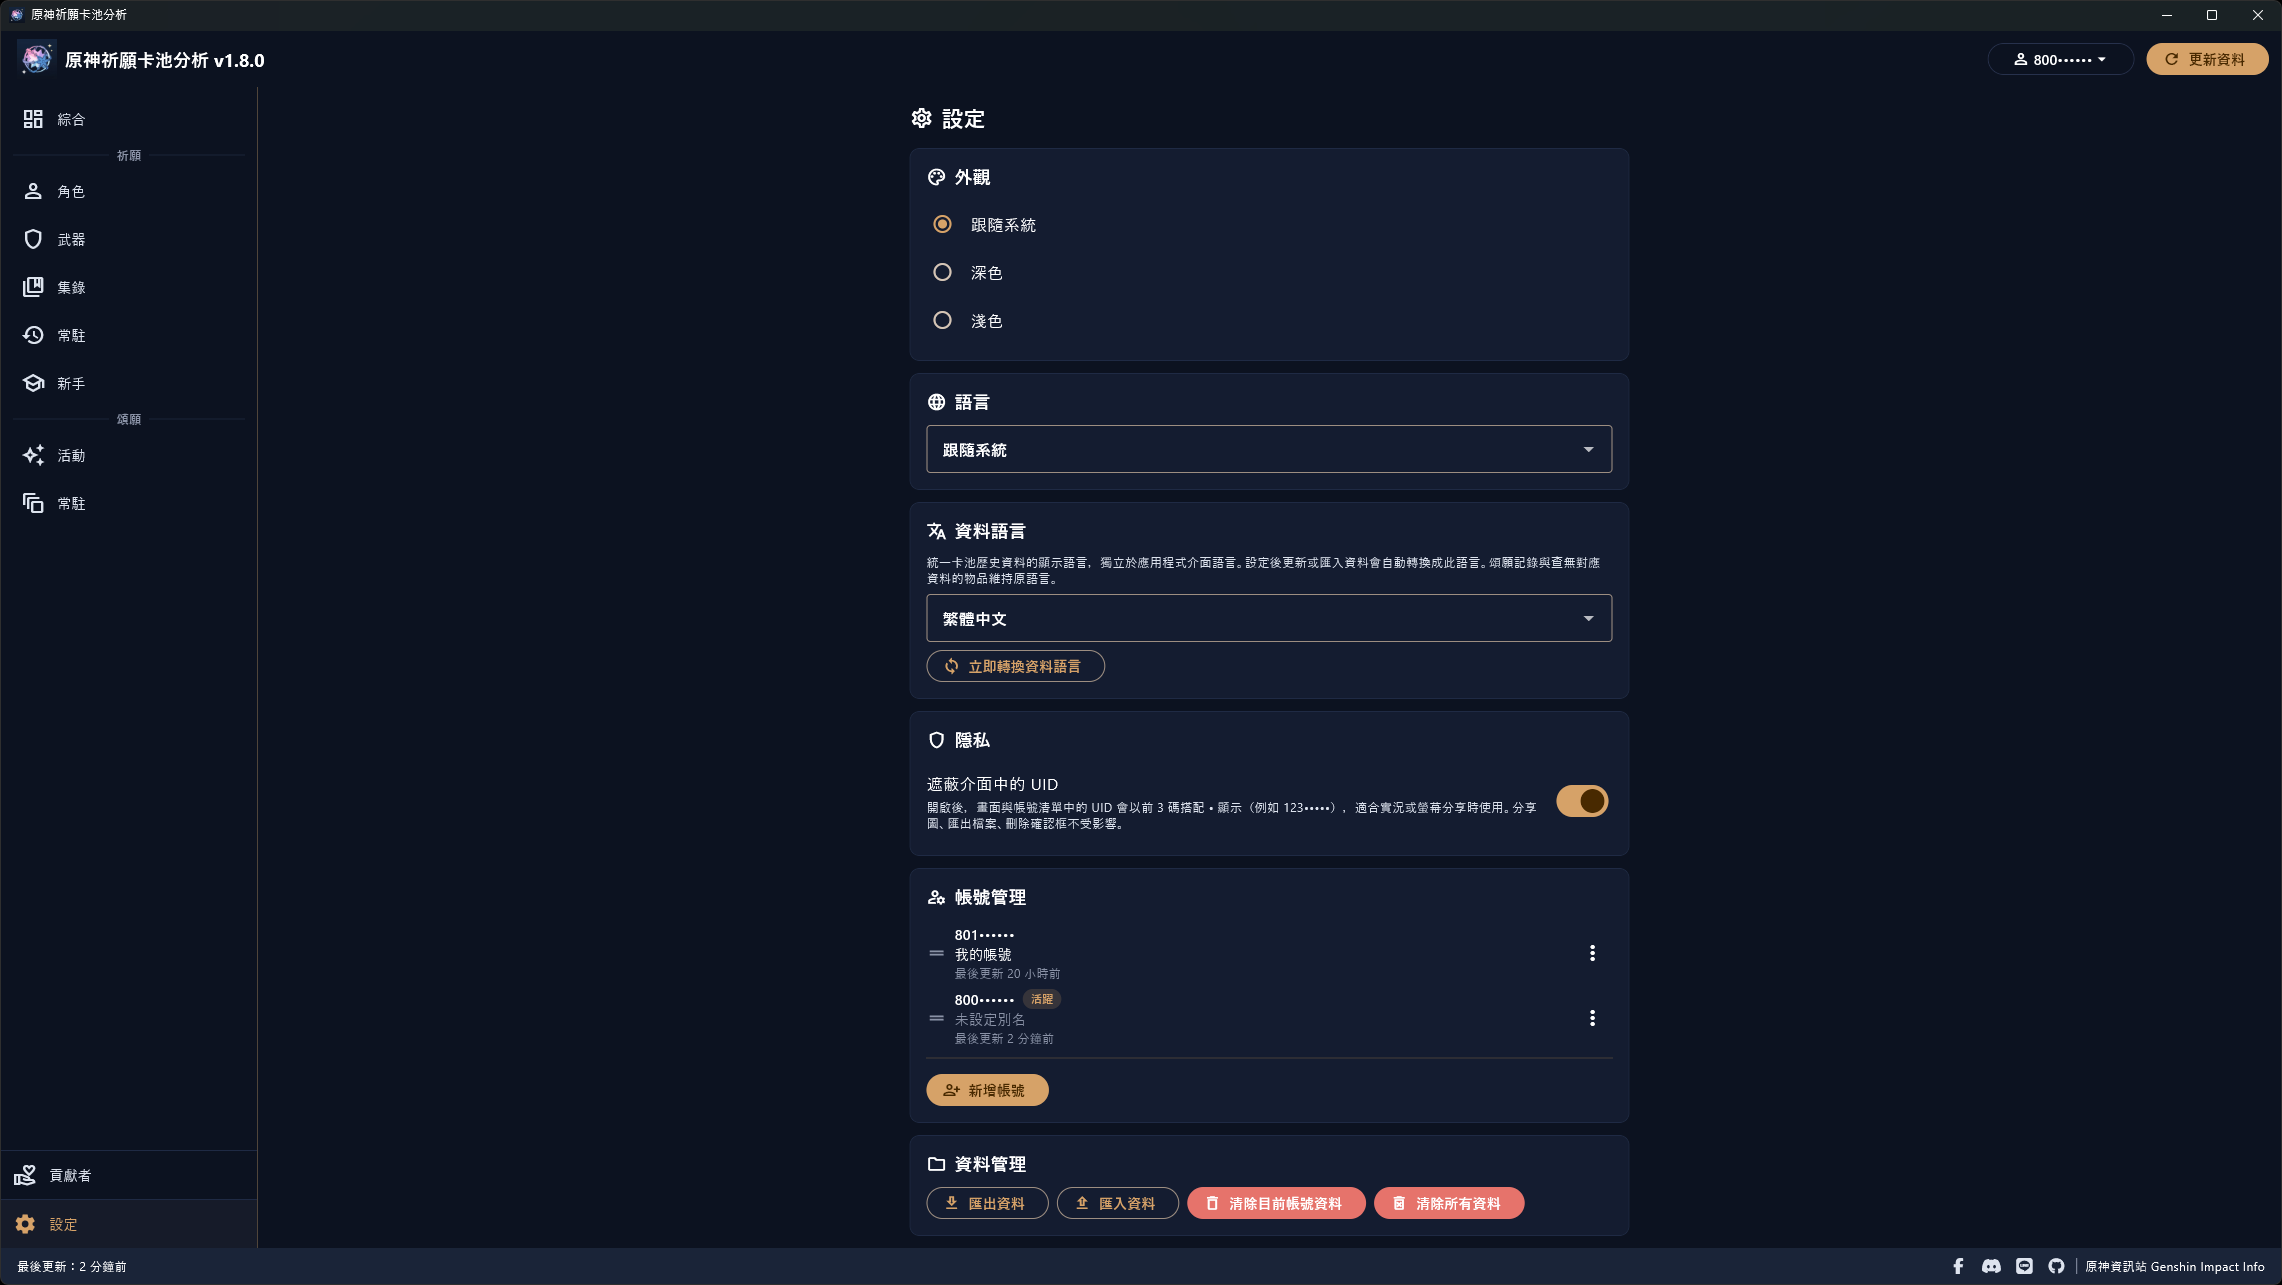 原神祈願卡池分析
原神祈願卡池分析 v1.8.0
800••••••
更新資料
綜合
祈願
角色
武器
集錄
常駐
新手
頌願
活動
常駐
貢獻者
設定
設定
外觀
跟隨系統
深色
淺色
語言
跟隨系統
資料語言
統一卡池歷史資料的顯示語言，獨立於應用程式介面語言。設定後更新或匯入資料會自動轉換成此語言。頌願記錄與查無對應
資料的物品維持原語言。
繁體中文
立即轉換資料語言
隱私
遮蔽介面中的 UID
開啟後，畫面與帳號清單中的 UID 會以前 3 碼搭配 • 顯示（例如 123•••••），適合實況或螢幕分享時使用。分享
圖、匯出檔案、刪除確認框不受影響。
帳號管理
801••••••
我的帳號
最後更新 20 小時前
800•••••• 活躍
未設定別名
最後更新 2 分鐘前
新增帳號
資料管理
匯出資料
匯入資料
清除目前帳號資料
清除所有資料
最後更新：2 分鐘前
原神資訊站 Genshin Impact Info